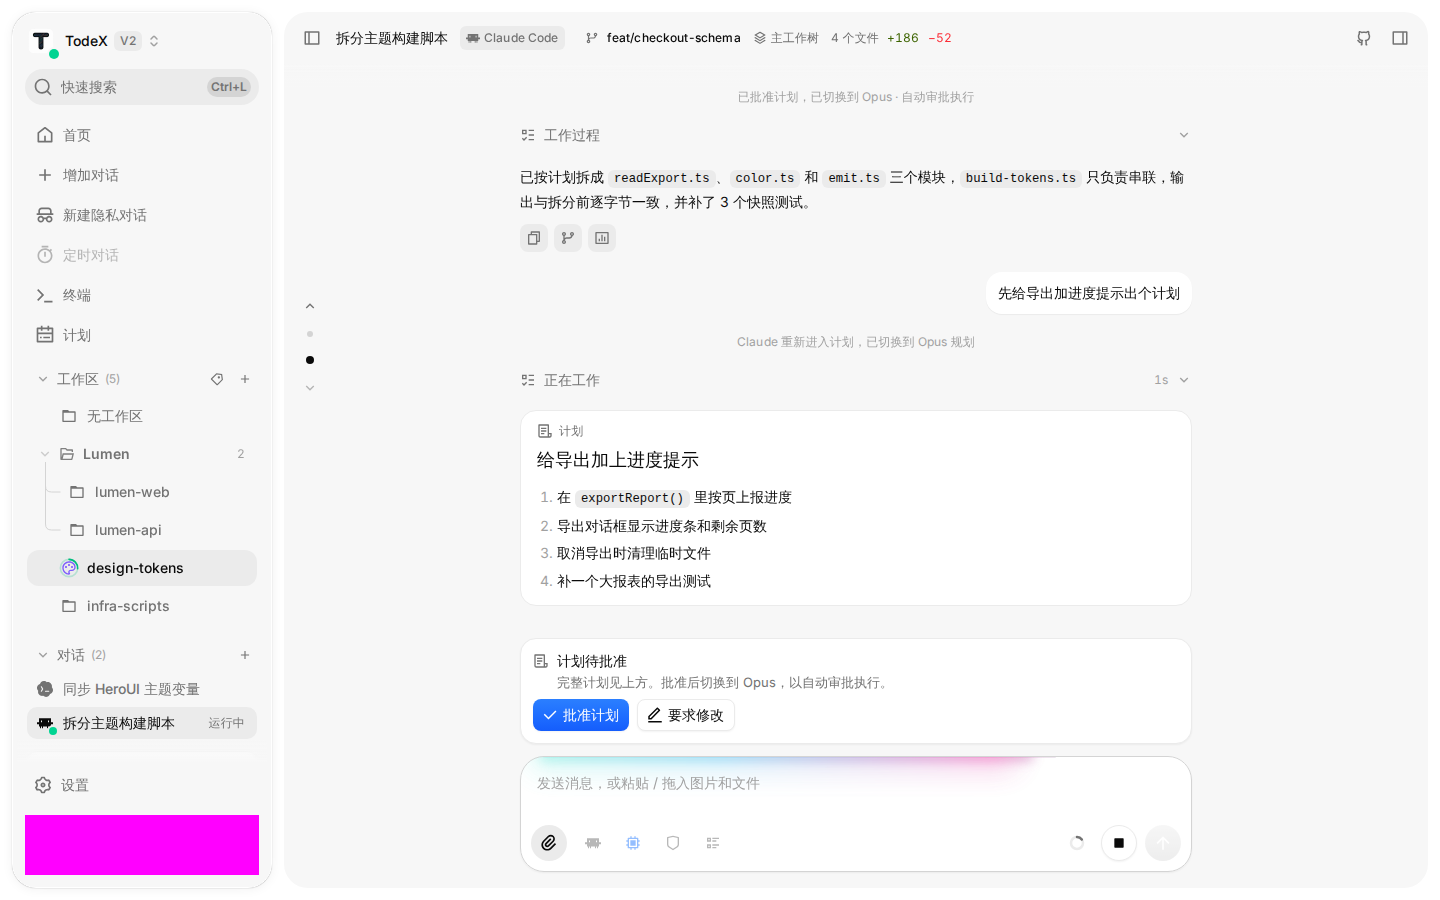 TodeX V2
快速搜索 Ctrl+L
首页
增加对话
新建隐私对话
定时对话
终端
计划
工作区 (5)
无工作区
Lumen 2
lumen-web
lumen-api
design-tokens
infra-scripts
对话 (2)
同步 HeroUI 主题变量
拆分主题构建脚本 运行中
设置
拆分主题构建脚本 Claude Code feat/checkout-schema 主工作树 4 个文件 +186 −52
已批准计划，已切换到 Opus · 自动审批执行
工作过程
已按计划拆成 readExport.ts、color.ts 和 emit.ts 三个模块，build-tokens.ts 只负责串联，输
出与拆分前逐字节一致，并补了 3 个快照测试。
先给导出加进度提示出个计划
Claude 重新进入计划，已切换到 Opus 规划
正在工作 1s
计划
给导出加上进度提示
1. 在 exportReport() 里按页上报进度
2. 导出对话框显示进度条和剩余页数
3. 取消导出时清理临时文件
4. 补一个大报表的导出测试
计划待批准
完整计划见上方。批准后切换到 Opus，以自动审批执行。
批准计划 要求修改
发送消息，或粘贴 / 拖入图片和文件